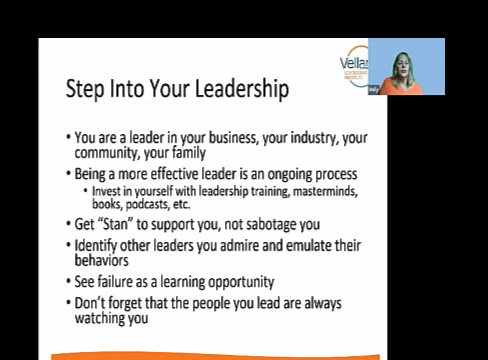 Step Into Your Leadership
• You are a leader in your business, your industry, your
community, your family
• Being a more effective leader is an ongoing process
• Invest in yourself with leadership training, masterminds,
books, podcasts, etc.
• Get “Stan” to support you, not sabotage you
• Identify other leaders you admire and emulate their
behaviors
• See failure as a learning opportunity
• Don’t forget that the people you lead are always
watching you